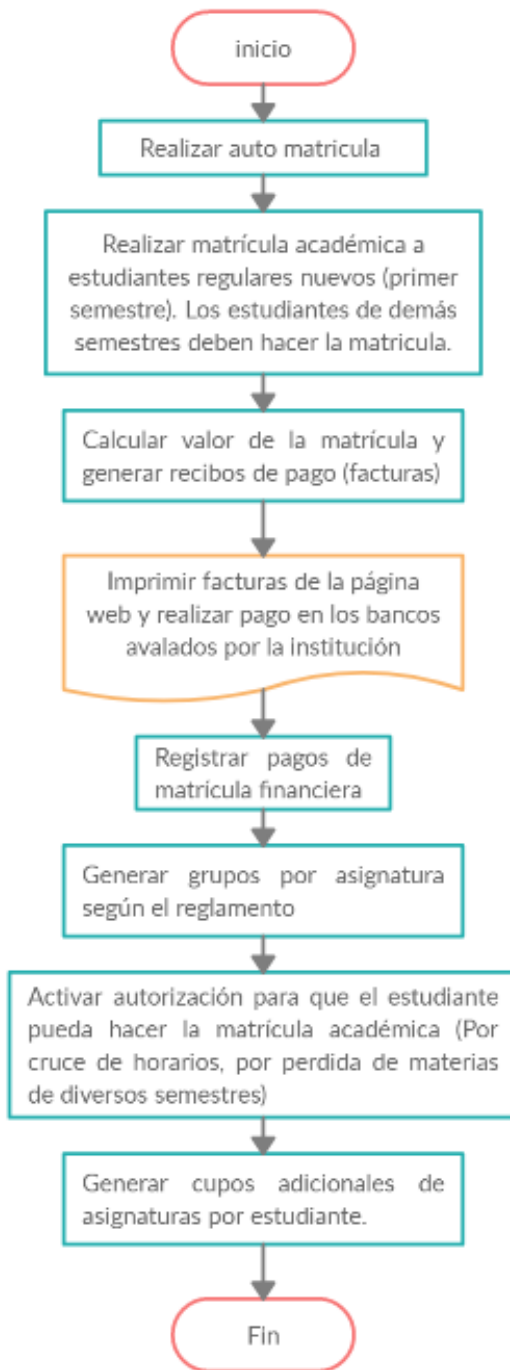 inicio
Realizar auto matricula
Realizar matrícula académica a
estudiantes regulares nuevos (primer
semestre). Los estudiantes de demás
semestres deben hacer la matricula.
Calcular valor de la matrícula y
generar recibos de pago (facturas)
Imprimir facturas de la página
web y realizar pago en los bancos
avalados por la institución
Registrar pagos de
matrícula financiera
Generar grupos por asignatura
según el reglamento
Activar autorización para que el estudiante
pueda hacer la matrícula académica (Por
cruce de horarios, por perdida de materias
de diversos semestres)
Generar cupos adicionales de
asignaturas por estudiante.
Fin